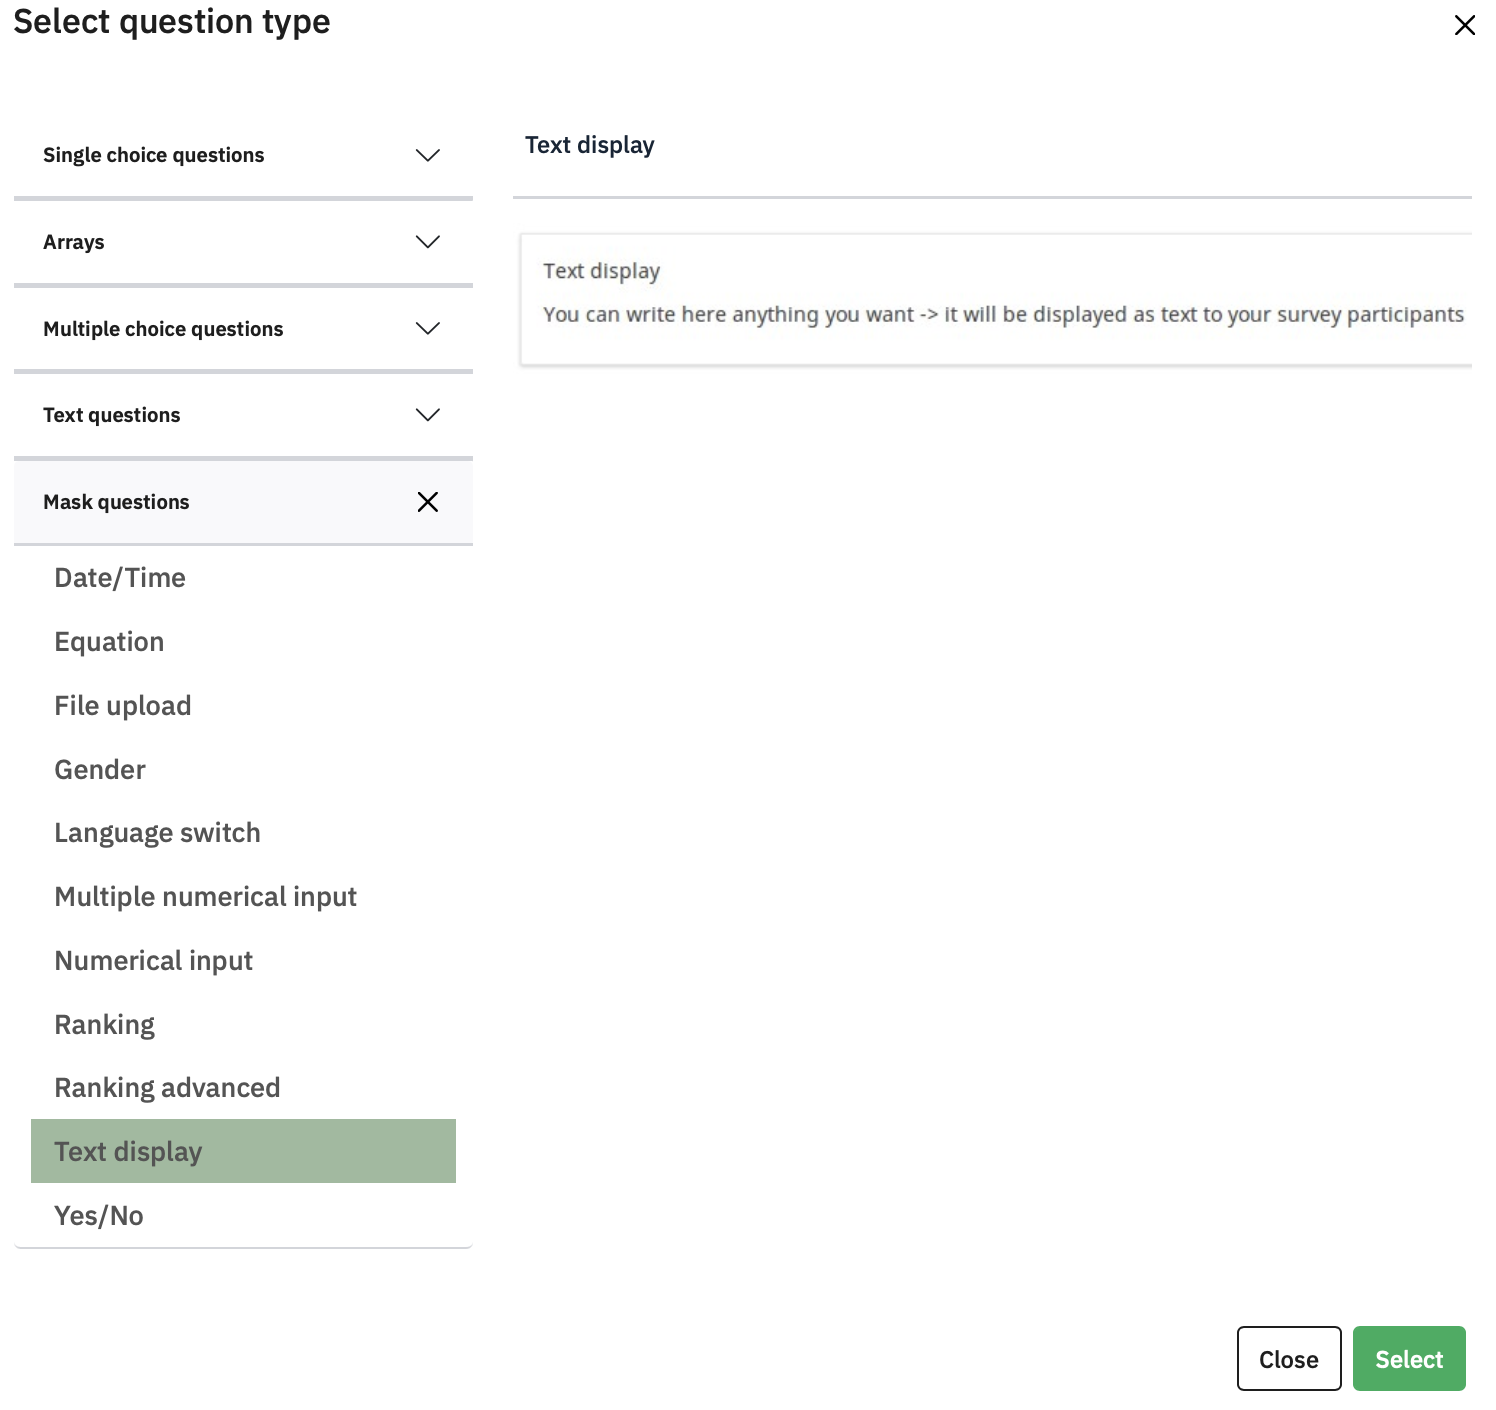 Select question type
Single choice questions
Arrays
Multiple choice questions
Text questions
Mask questions
Date/Time
Equation
File upload
Gender
Language switch
Multiple numerical input
Numerical input
Ranking
Ranking advanced
Text display
Yes/No
Text display
Text display
You can write here anything you want -> it will be displayed as text to your survey participants
Close
Select